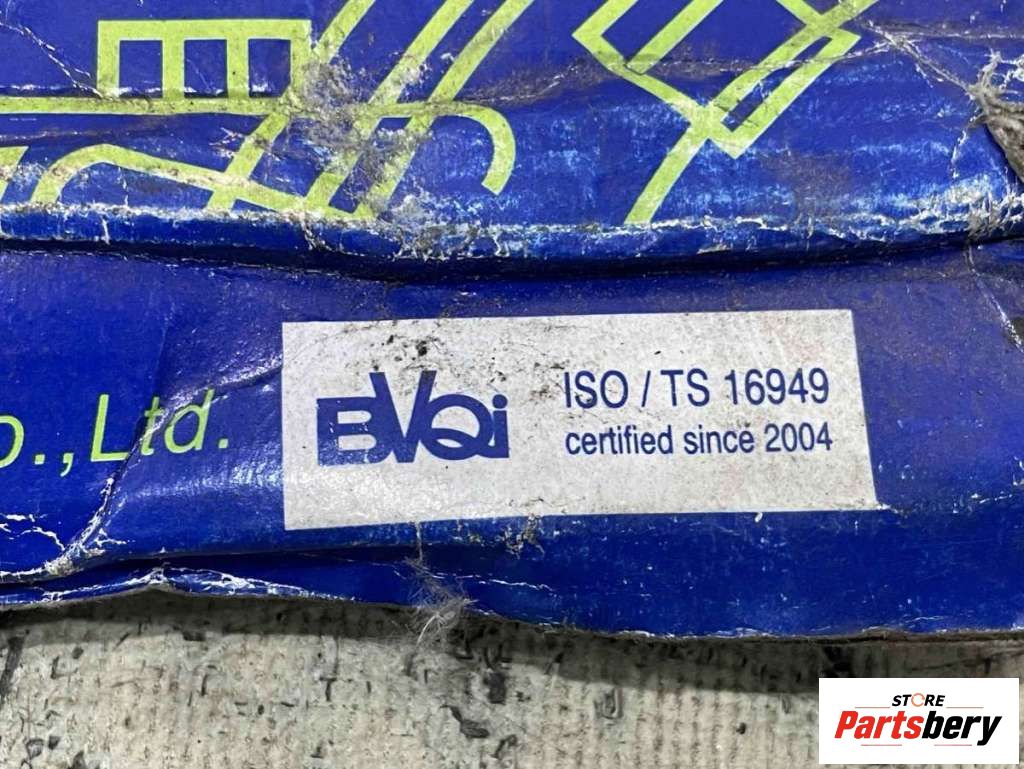 o.,Ltd.
BVQi
ISO / TS 16949
certified since 2004
STORE
Partsbery